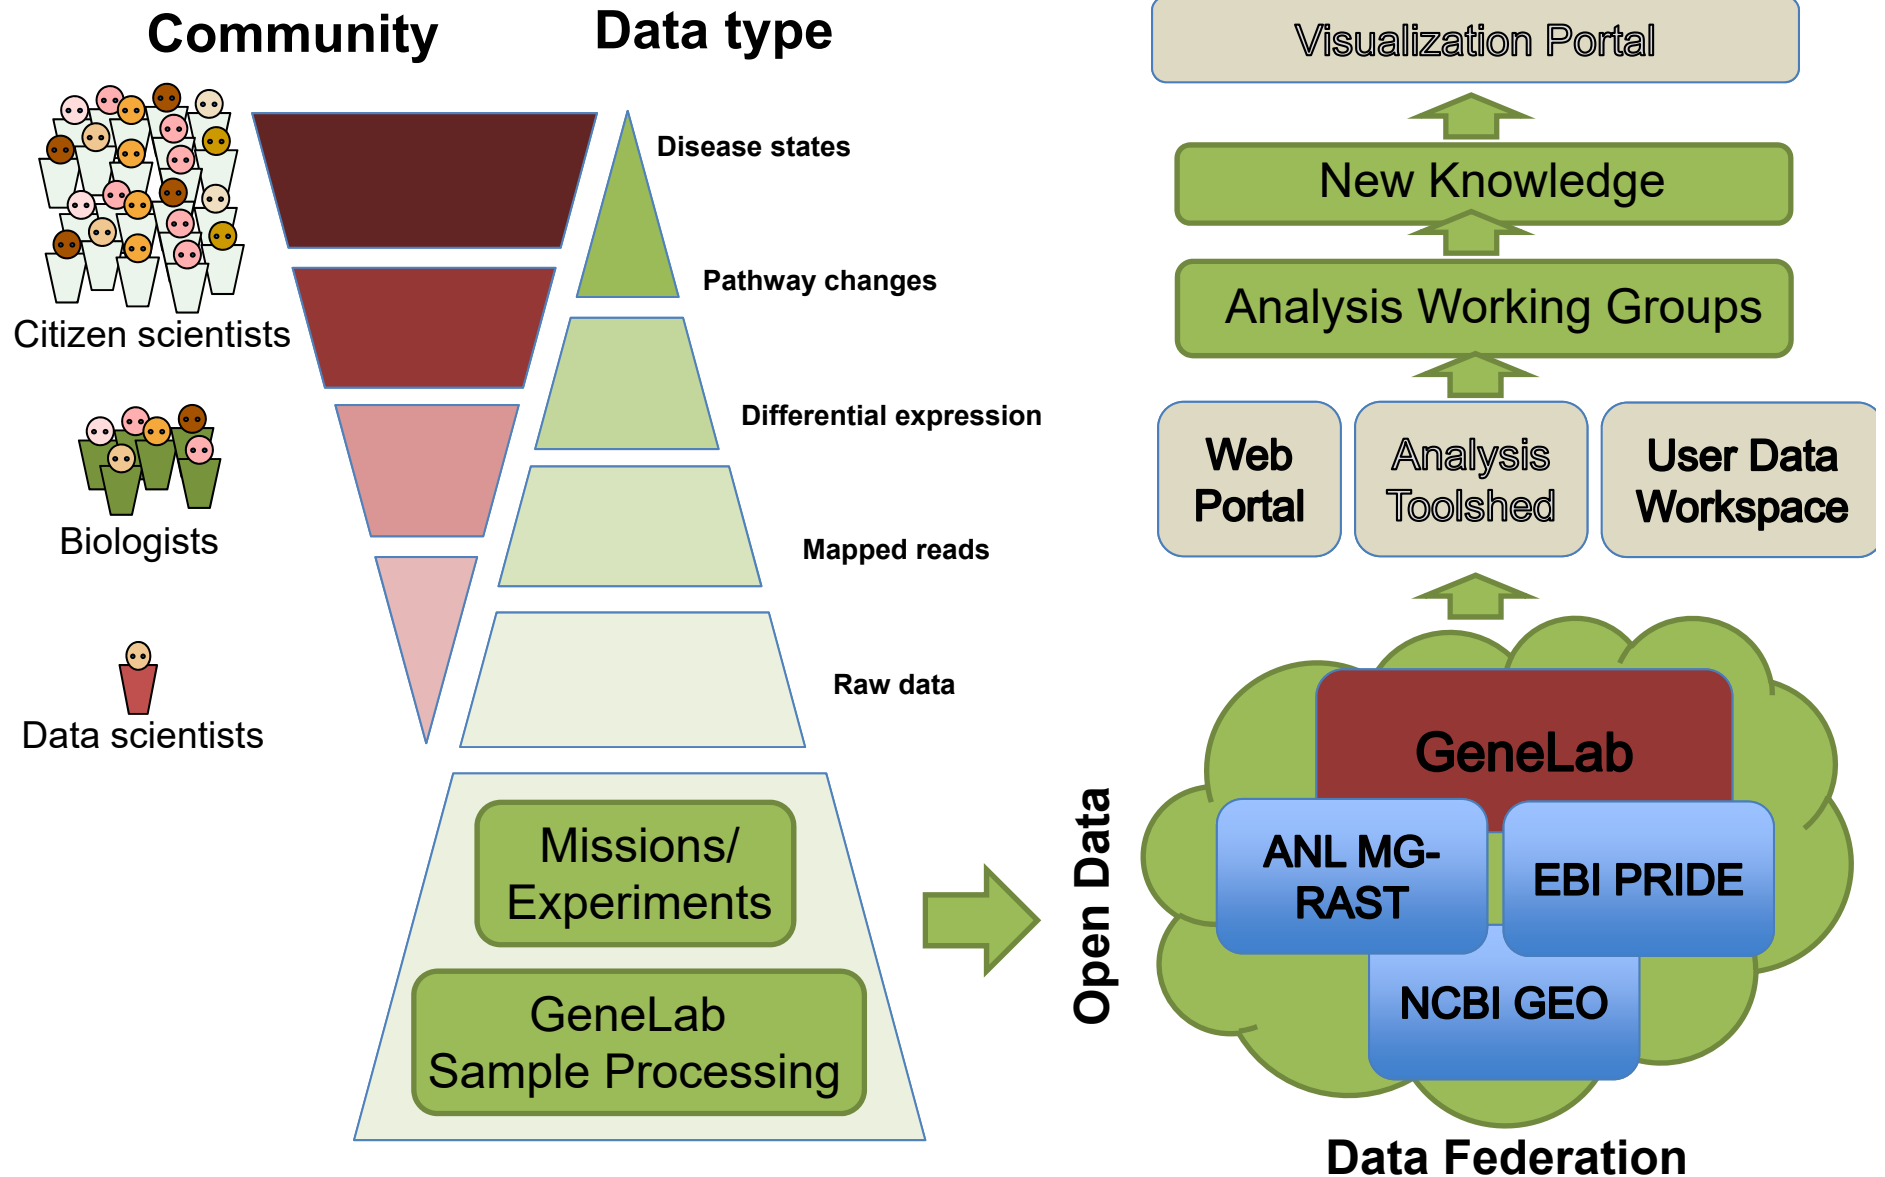 Community
Data type
Citizen scientists
Biologists
Data scientists
Disease states
Pathway changes
Differential expression
Mapped reads
Raw data
Missions/
Experiments
GeneLab
Sample Processing
Visualization Portal
New Knowledge
Analysis Working Groups
Web
Portal
Analysis
Toolshed
User Data
Workspace
Open Data
GeneLab
ANL MG-
RAST
EBI PRIDE
NCBI GEO
Data Federation